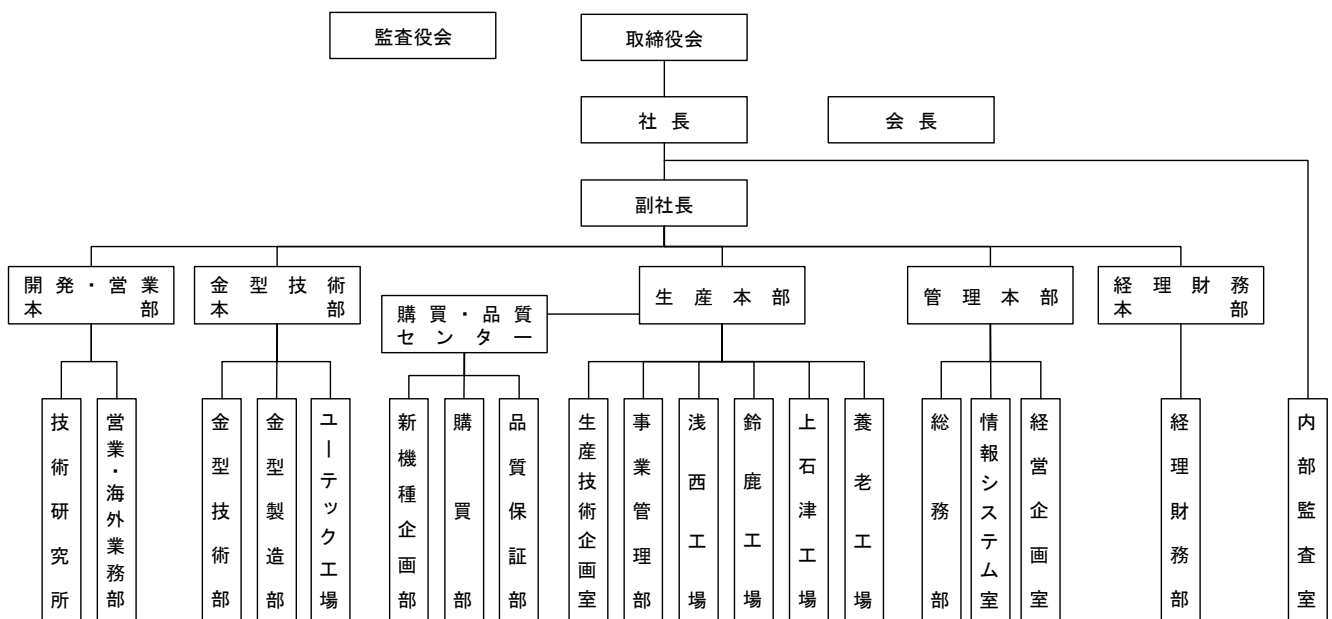 監査役会
取締役会
社長
会長
副社長
開発・営業
本部
金型技術
本部
購買・品質
センター
生産本部
管理本部
経理財務
本部
技術研究所
営業・海外業務部
金型技術部
金型製造部
ユーテック工場
新機種企画部
購買部
品質保証部
生産技術企画室
事業管理部
浅西工場
鈴鹿工場
上石津工場
養老工場
総務部
情報システム室
経営企画室
経理財務部
内部監査室